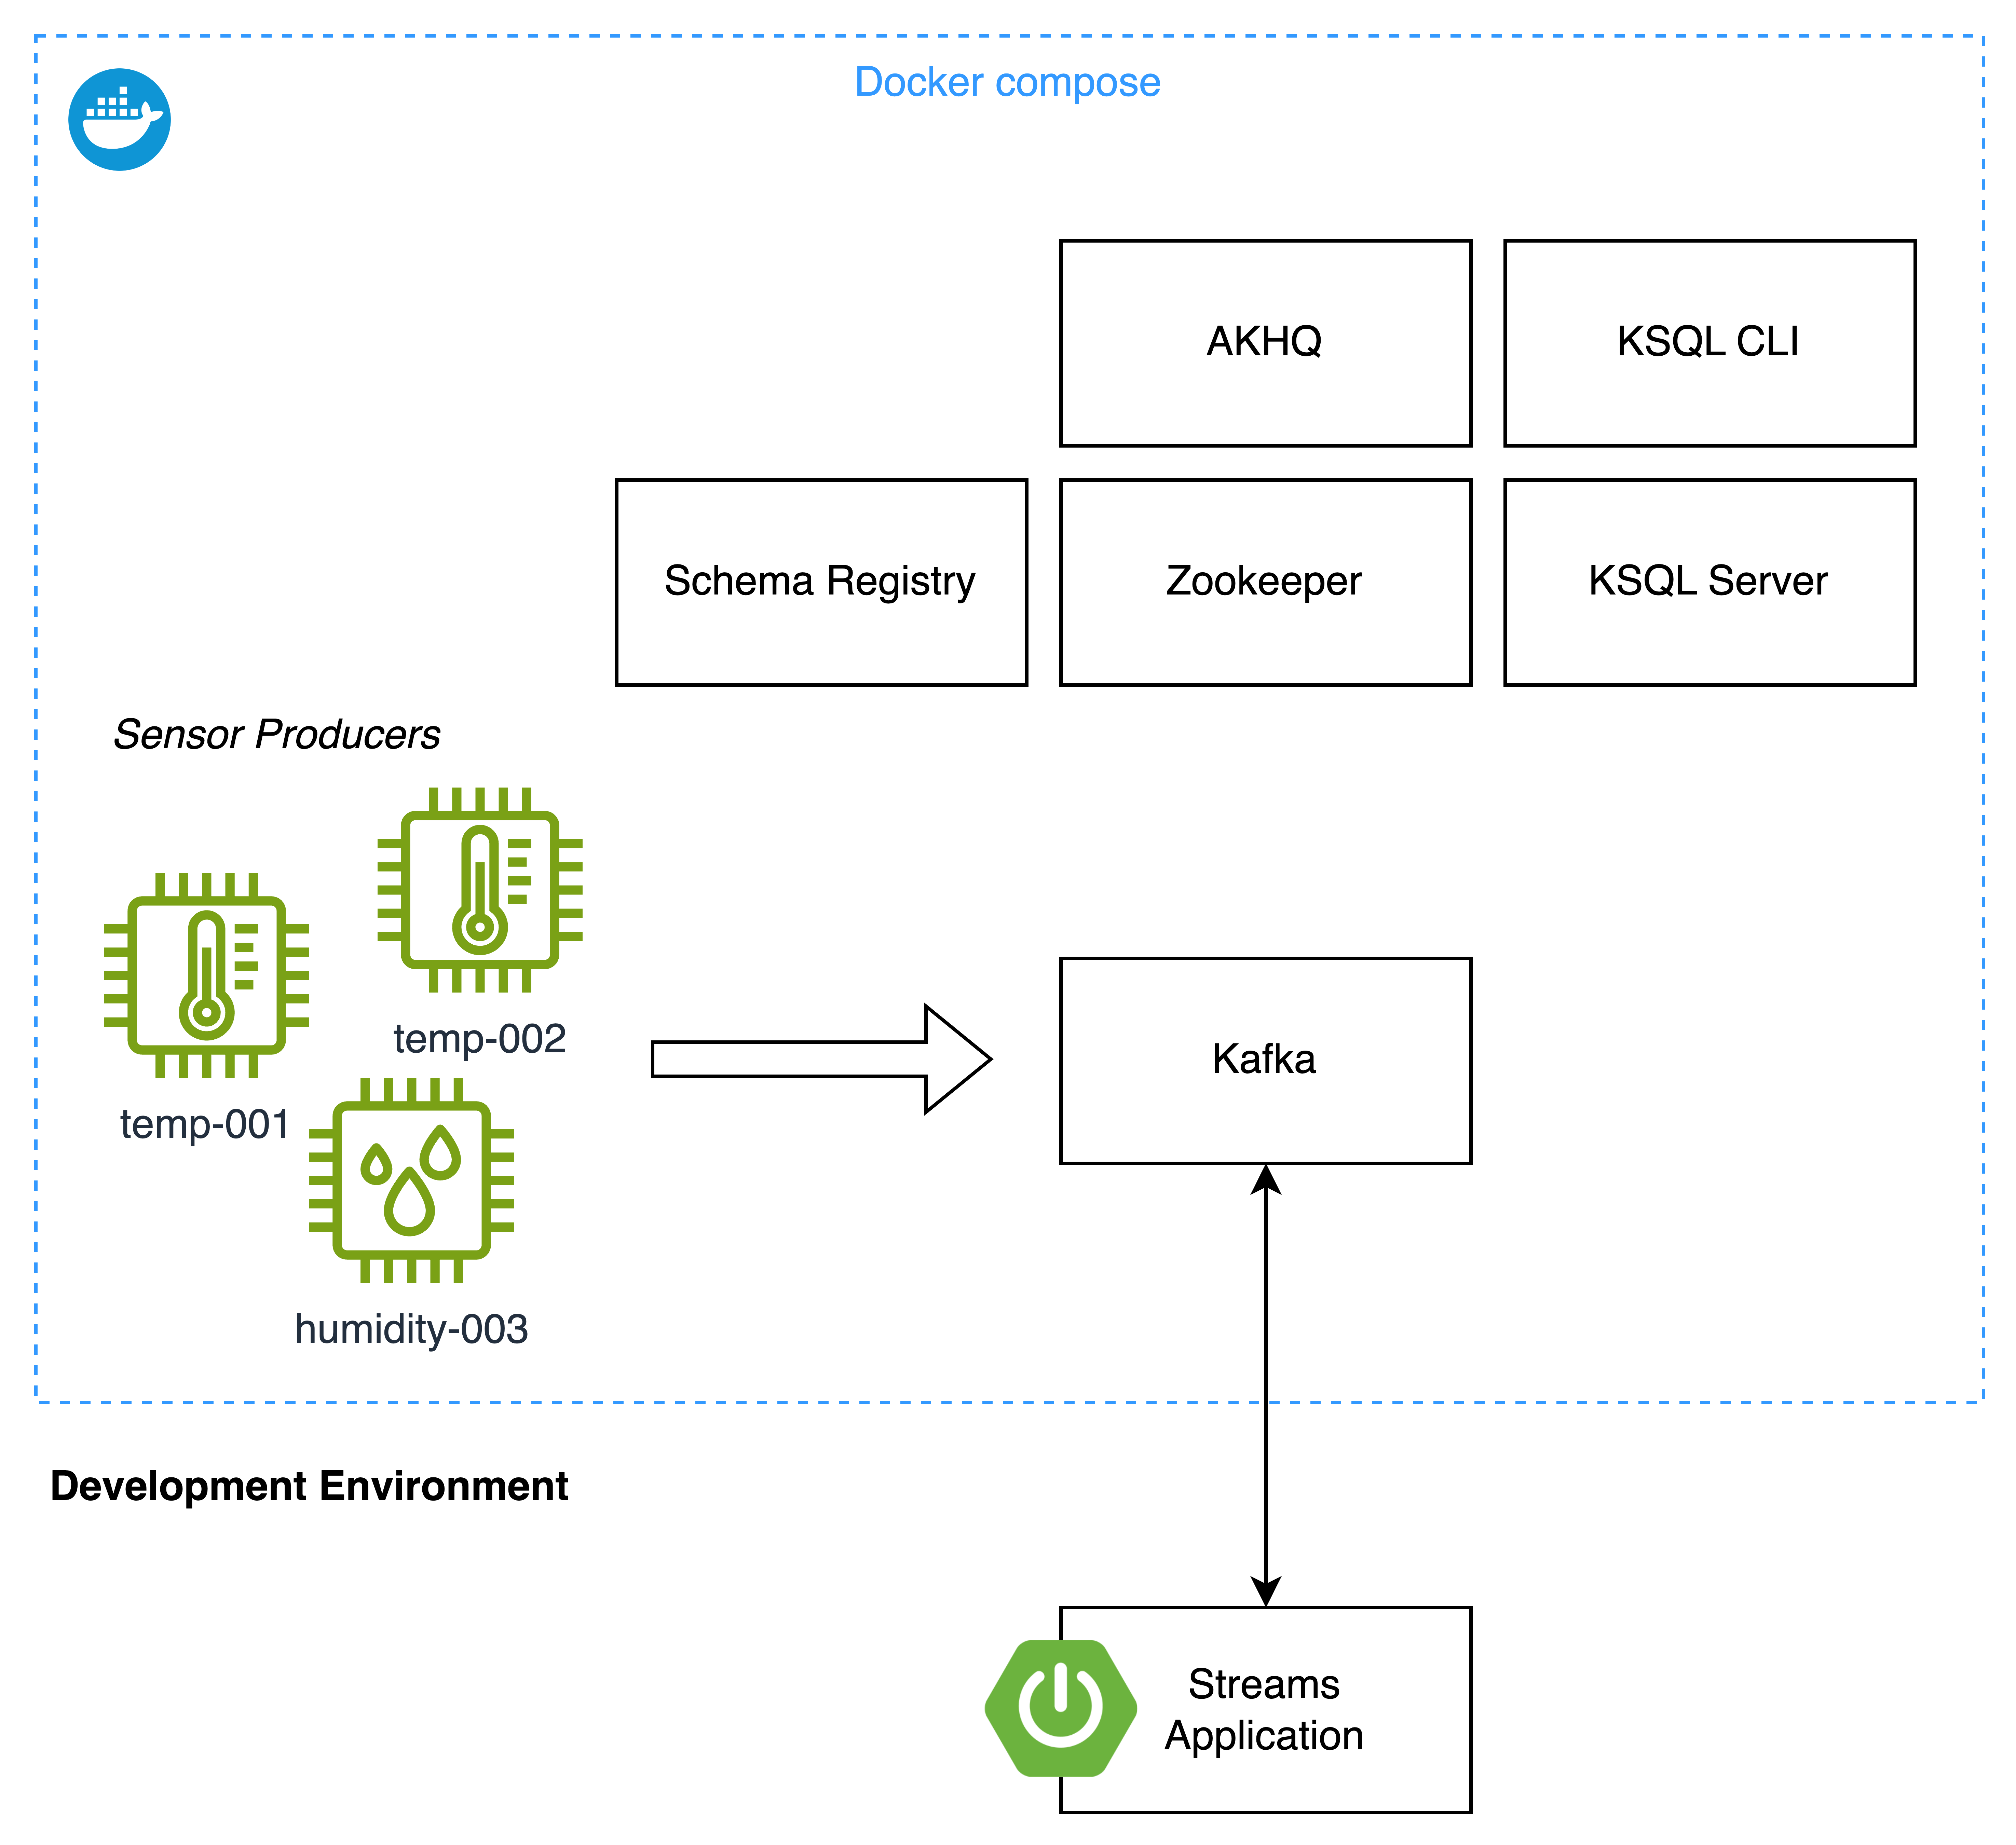 Docker compose
AKHQ
KSQL CLI
Schema Registry
Zookeeper
KSQL Server
Sensor Producers
temp-002
temp-001
Kafka
humidity-003
Development Environment
Streams
Application